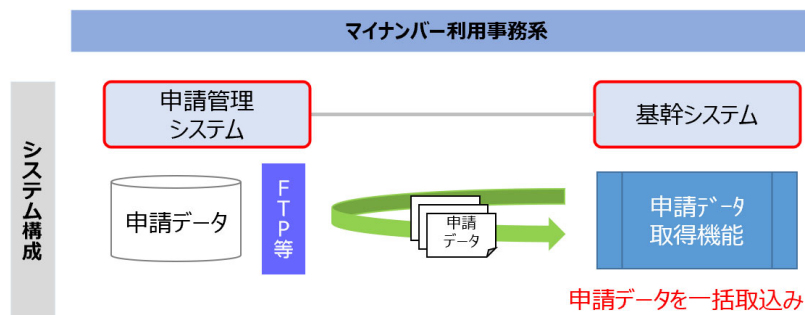 マイナンバー利用事務系
システム構成
申請管理
システム
基幹システム
申請データ
FTP等
申請
データ
申請ﾃﾞｰﾀ
取得機能
申請データを一括取込み